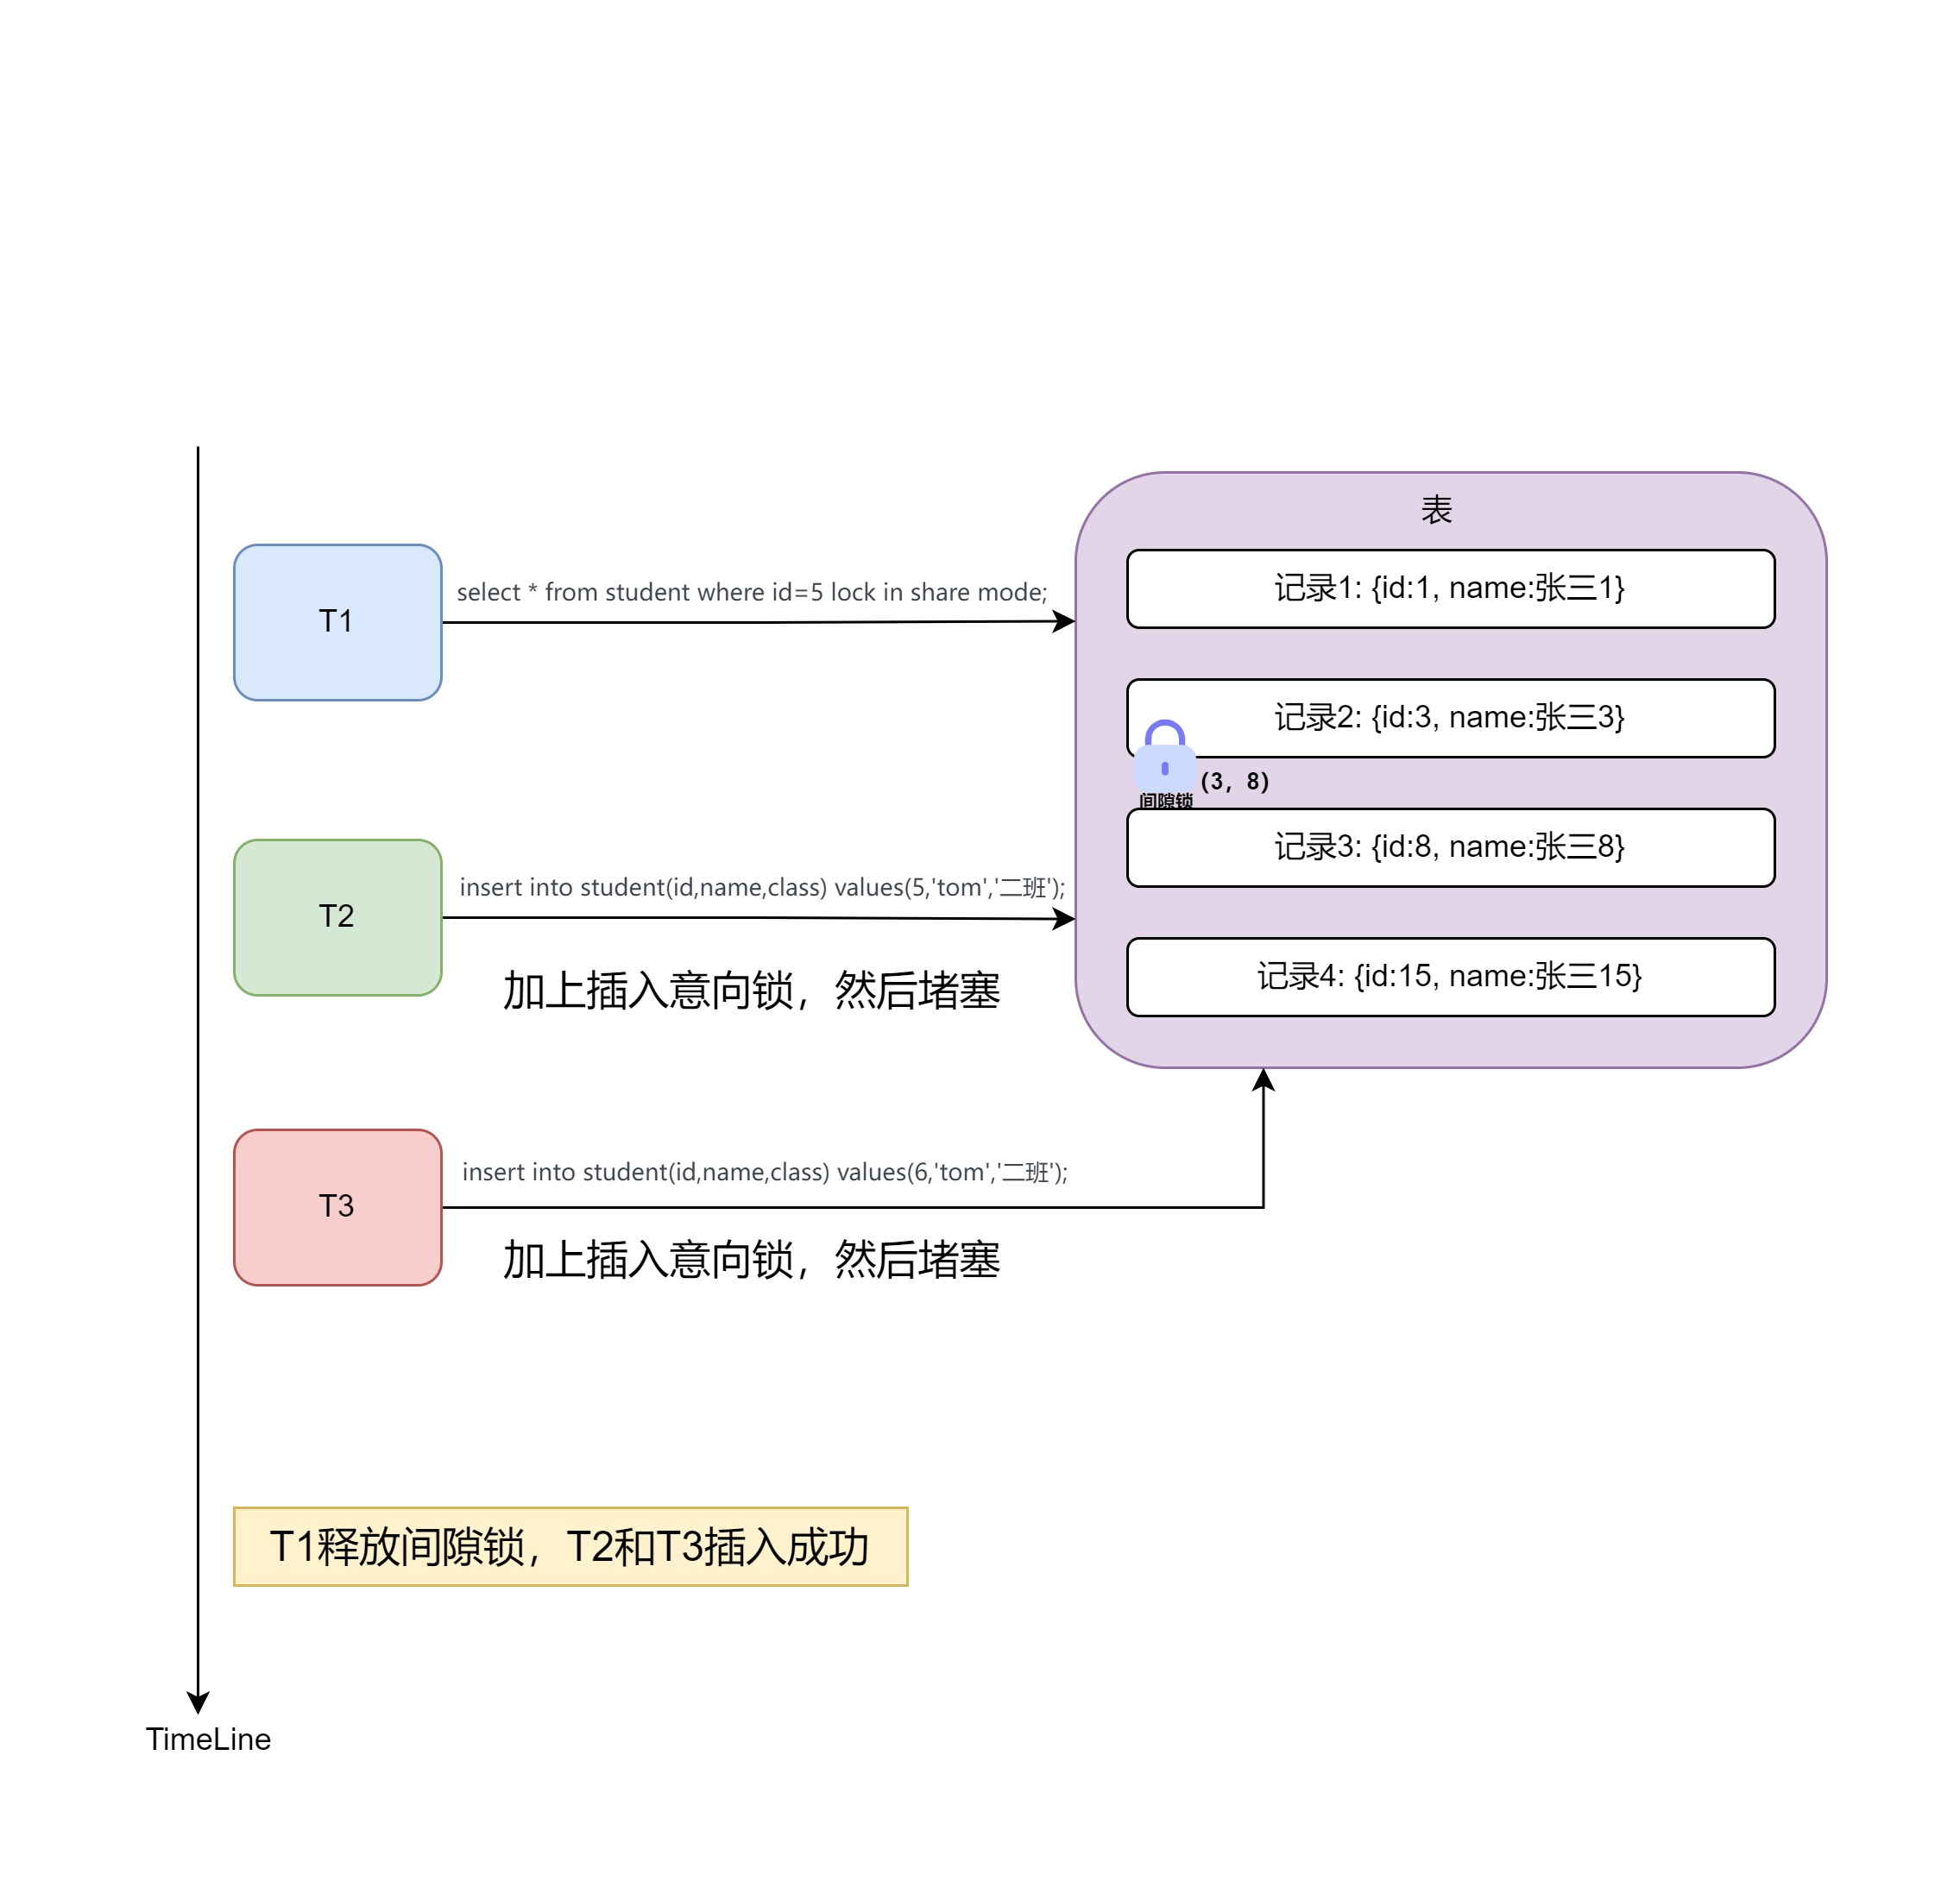 表
T1
select * from student where id=5 lock in share mode;
记录1: {id:1, name:张三1}
记录2: {id:3, name:张三3}
(3，8)
间隙锁
记录3: {id:8, name:张三8}
T2
insert into student(id,name,class) values(5,'tom','二班');
加上插入意向锁，然后堵塞
记录4: {id:15, name:张三15}
T3
insert into student(id,name,class) values(6,'tom','二班');
加上插入意向锁，然后堵塞
T1释放间隙锁，T2和T3插入成功
TimeLine